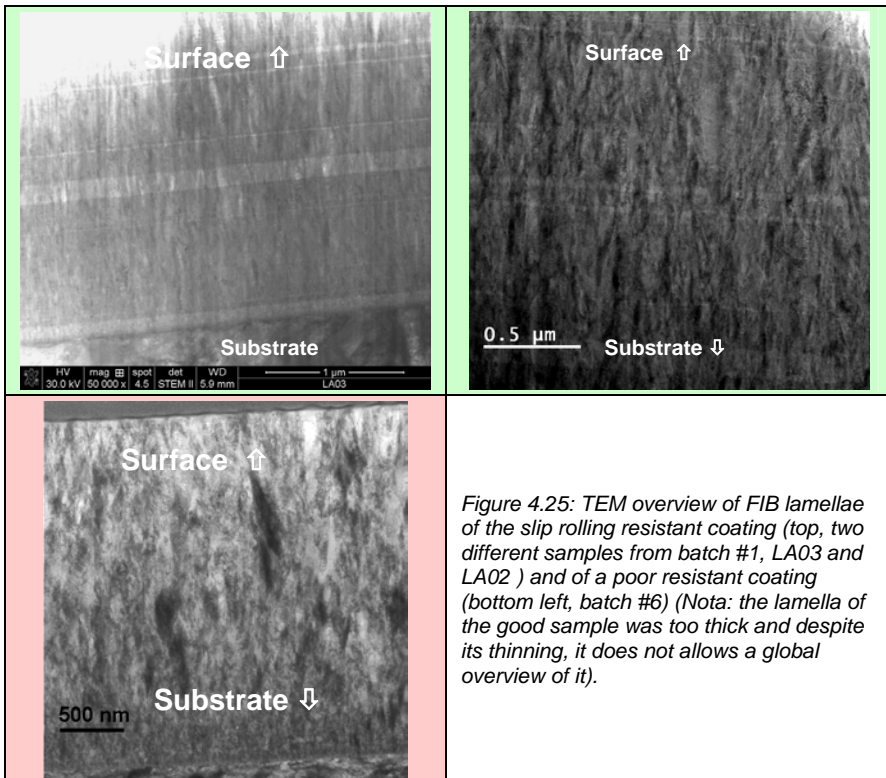 Surface ⇧
Substrate
HV mag ⊞ spot det WD 1 µm
30.0 kV 50 000 x 4.5 STEM II 5.9 mm LA03
Surface ⇧
0.5 µm
Substrate ⇩
Surface ⇧
Substrate ⇩
500 nm
Figure 4.25: TEM overview of FIB lamellae
of the slip rolling resistant coating (top, two
different samples from batch #1, LA03 and
LA02 ) and of a poor resistant coating
(bottom left, batch #6) (Nota: the lamella of
the good sample was too thick and despite
its thinning, it does not allows a global
overview of it).